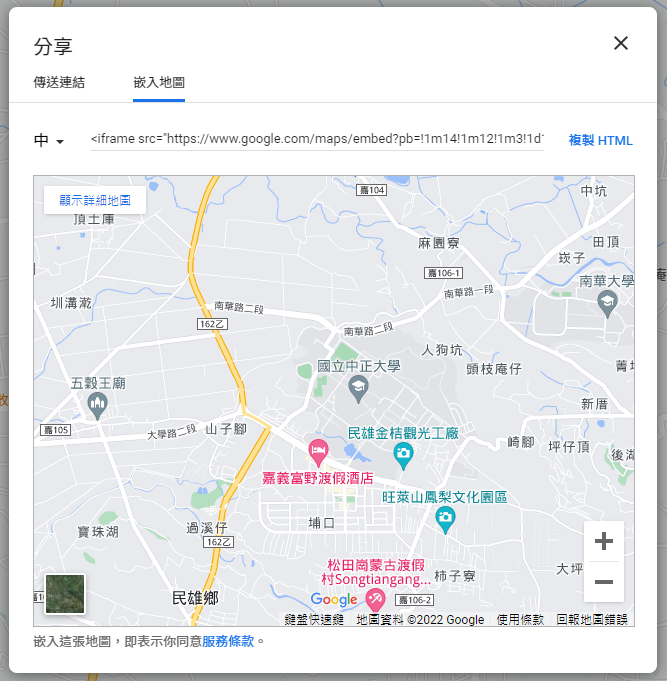 分享
傳送連結
嵌入地圖
中
<iframe src="https://www.google.com/maps/embed?pb=!1m14!1m12!1m3!1d1
複製 HTML
顯示詳細地圖
嘉104
中坑
頂土庫
麻園寮
田頂
崁子
嘉106-1
南華大學
圳溝漧
南華路二段
南華路一段
162乙
南華路二段
人狗坑
國立中正大學
頭枝庵仔
菁埔
五穀王廟
新厝
嘉105
大學路二段
山子腳
民雄金桔觀光工廠
崎腳
坪仔頂
後湖
嘉義富野渡假酒店
旺萊山鳳梨文化園區
過溪仔
埔口
寶珠湖
162乙
松田崗蒙古渡假
村Songtiangang...
柿子寮
大坪
民雄鄉
Google
嘉106-2
鍵盤快速鍵
地圖資料 ©2022 Google
使用條款
回報地圖錯誤
嵌入這張地圖，即表示你同意服務條款。